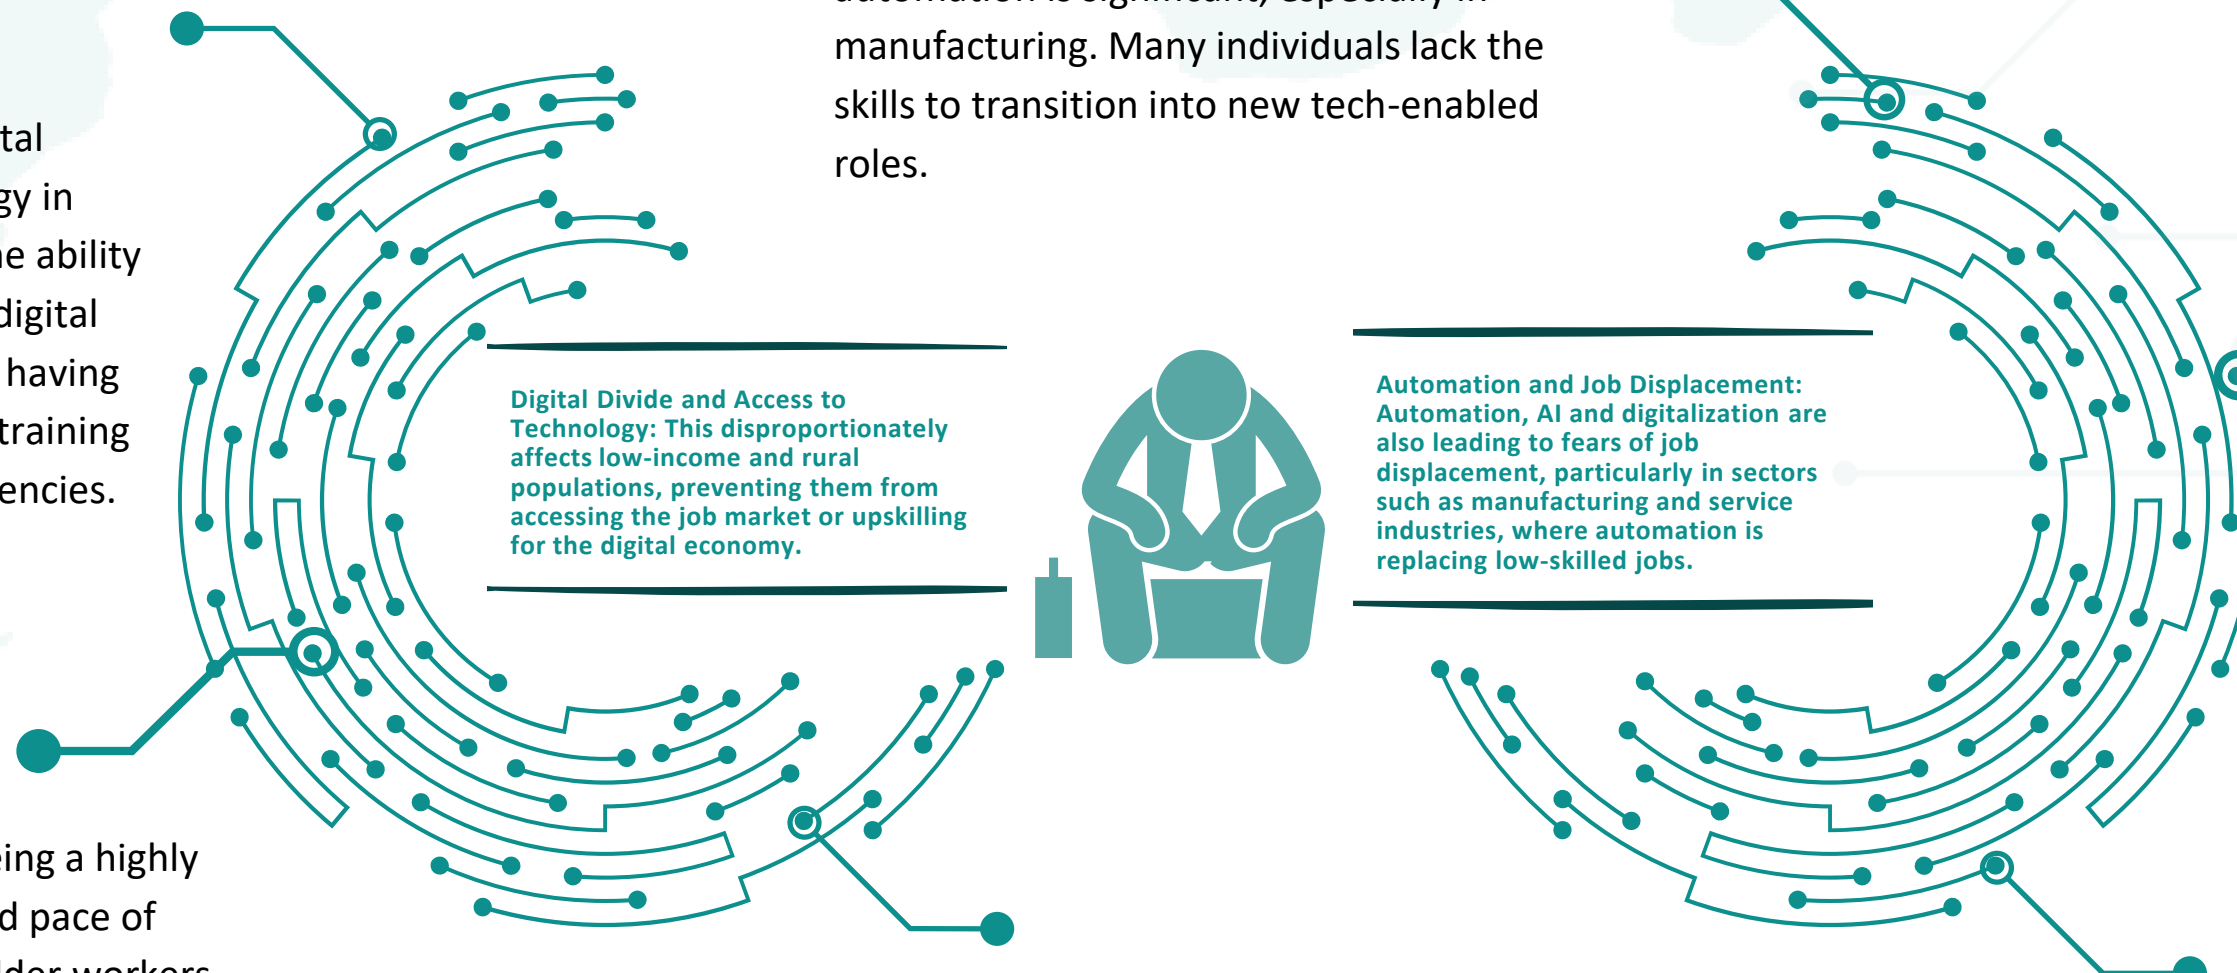 manufacturing. Many individuals lack the
skills to transition into new tech-enabled
roles.
in
ability
digital
having
training
Digital Divide and Access to
Technology: This disproportionately
affects low-income and rural
populations, preventing them from
accessing the job market or upskilling
for the digital economy.
Automation and Job Displacement:
Automation, AI and digitalization are
also leading to fears of job
displacement, particularly in sectors
such as manufacturing and service
industries, where automation is
replacing low-skilled jobs.
a highly
pace of
workers